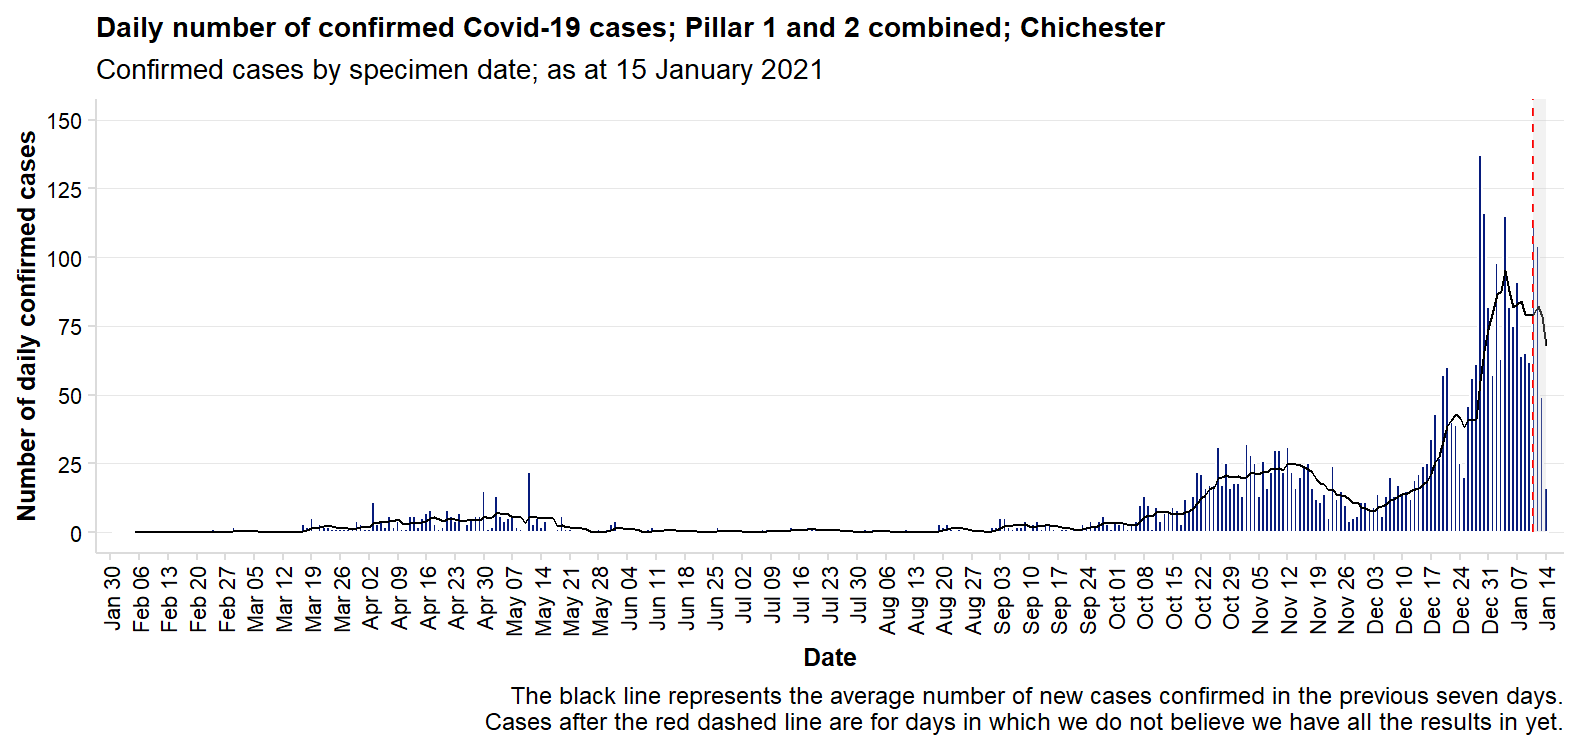 Daily number of confirmed Covid-19 cases; Pillar 1 and 2 combined; Chichester
Confirmed cases by specimen date; as at 15 January 2021
Number of daily confirmed cases
150
125
100
75
50
25
0
Jan 30
Feb 06
Feb 13
Feb 20
Feb 27
Mar 05
Mar 12
Mar 19
Mar 26
Apr 02
Apr 09
Apr 16
Apr 23
Apr 30
May 07
May 14
May 21
May 28
Jun 04
Jun 11
Jun 18
Jun 25
Jul 02
Jul 09
Jul 16
Jul 23
Jul 30
Aug 06
Aug 13
Aug 20
Aug 27
Sep 03
Sep 10
Sep 17
Sep 24
Oct 01
Oct 08
Oct 15
Oct 22
Oct 29
Nov 05
Nov 12
Nov 19
Nov 26
Dec 03
Dec 10
Dec 17
Dec 24
Dec 31
Jan 07
Jan 14
Date
The black line represents the average number of new cases confirmed in the previous seven days.
Cases after the red dashed line are for days in which we do not believe we have all the results in yet.